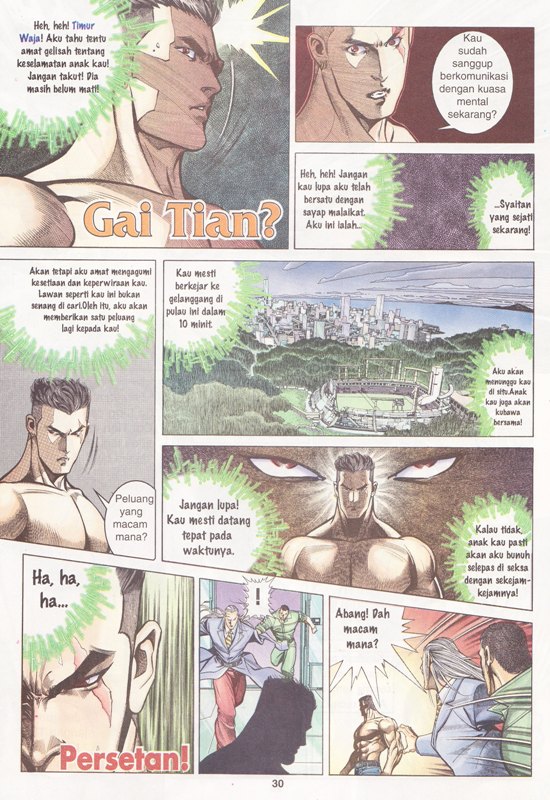 Heh, heh! Timur
Waja! Aku tahu tentu
amat gelisah tentang
keselamatan anak kau!
Jangan takut! Dia
masih belum mati!
Gai Tian?
Kau
sudah
sanggup
berkomunikasi
dengan kuasa
mental
sekarang?
Heh, heh! Jangan
kau lupa aku telah
bersatu dengan
sayap malaikat.
Aku ini ialah...
...Syaitan
yang sejati
sekarang!
Akan tetapi aku amat mengagumi
kesetiaan dan keperwiraan kau.
Lawan seperti kau ini bukan
senang di cari.Oleh itu, aku akan
memberikan satu peluang
lagi kepada kau!
Peluang
yang
macam
mana?
Kau mesti
berkejar ke
gelanggang di
pulau ini dalam
10 minit.
Aku akan
menunggu kau
di situ.Anak
kau juga akan
kubawa
bersama!
Jangan lupa!
Kau mesti datang
tepat pada
waktunya.
Kalau tidak,
anak kau pasti
akan aku bunuh
selepas di seksa
dengan sekejam-
kejamnya!
Ha, ha,
ha...
Persetan!
!
Abang! Dah
macam
mana?
30